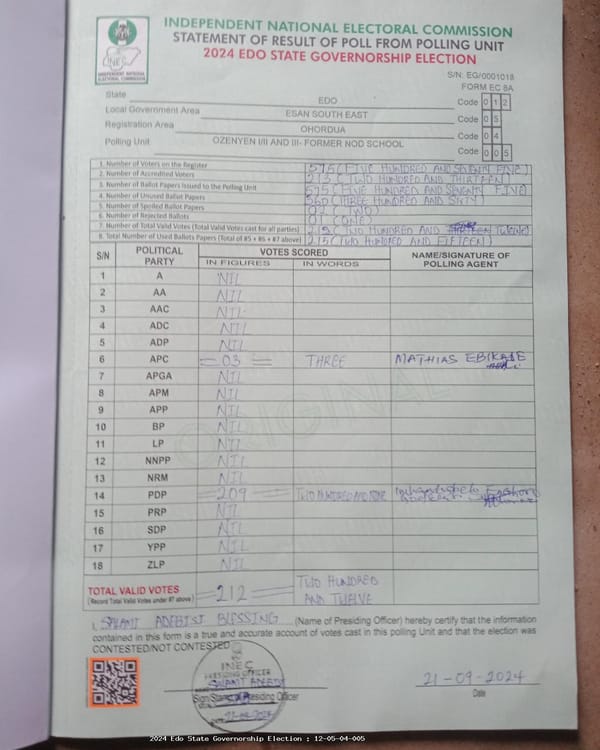 INDEPENDENT NATIONAL ELECTORAL COMMISSION
STATEMENT OF RESULT OF POLL FROM POLLING UNIT
2024 EDO STATE GOVERNORSHIP ELECTION
INEC
INDEPENDENT NATIONAL ELECTORAL COMMISSION
S/N: EG/0001018
FORM EC 8A
State EDO Code 0 1 2
Local Government Area ESAN SOUTH EAST Code 0 5
Registration Area OHORDUA Code 0 4
Polling Unit OZENYEN I/II AND III- FORMER NOD SCHOOL Code 0 0 5
1. Number of Voters on the Register 575 (FIVE HUNDRED AND SEVENTY FIVE)
2. Number of Accredited Voters 213 (TWO HUNDRED AND THIRTEEN)
3. Number of Ballot Papers Issued to the Polling Unit 575 (FIVE HUNDRED AND SEVENTY FIVE)
4. Number of Unused Ballot Papers 360 (THREE HUNDRED AND SIXTY)
5. Number of Spoiled Ballot Papers 02 (TWO)
6. Number of Rejected Ballots 01 (ONE)
7. Number of Total Valid Votes (Total Valid Votes cast for all parties) 212 (TWO HUNDRED AND TWELVE)
8. Total Number of Used Ballots Papers (Total of #5 + #6 + #7 above) 215 (TWO HUNDRED AND FIFTEEN)
S/N POLITICAL PARTY VOTES SCORED NAME/SIGNATURE OF POLLING AGENT
IN FIGURES IN WORDS
1 A NIL
2 AA NIL
3 AAC NIL
4 ADC NIL
5 ADP NIL
6 APC 03 THREE MATHIAS EBIKADE
7 APGA NIL
8 APM NIL
9 APP NIL
10 BP NIL
11 LP NIL
12 NNPP NIL
13 NRM NIL
14 PDP 209 TWO HUNDRED AND NINE
15 PRP NIL
16 SDP NIL
17 YPP NIL
18 ZLP NIL
ORIGINAL
TOTAL VALID VOTES 212 TWO HUNDRED AND TWELVE
(Record Total Valid Votes under #7 above)
I, SALAMI ADEBISI BLESSING (Name of Presiding Officer) hereby certify that the information
contained in this form is a true and accurate account of votes cast in this polling Unit and that the election was
CONTESTED/NOT CONTESTED
INEC
PRESIDING OFFICER
Sign/Stamp of Presiding Officer
21-09-2024
Date
2024 Edo State Governorship Election : 12-05-04-005